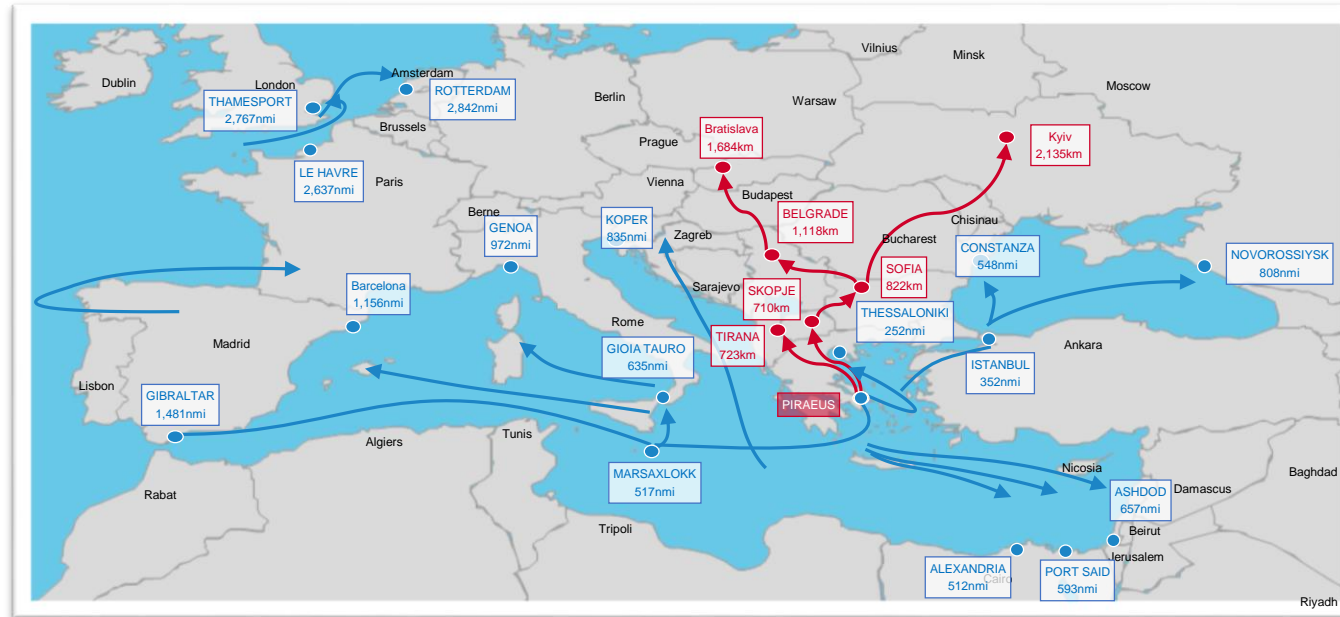 Vilnius
Minsk
Dublin
London
Amsterdam
Moscow
THAMESPORT
2,767nmi
ROTTERDAM
2,842nmi
Berlin
Warsaw
Brussels
Bratislava
1,684km
Kyiv
2,135km
Prague
LE HAVRE
2,637nmi
Paris
Vienna
Budapest
Berne
GENOA
972nmi
KOPER
835nmi
Zagreb
BELGRADE
1,118km
Chisinau
Bucharest
CONSTANZA
548nmi
NOVOROSSIYSK
808nmi
Barcelona
1,156nmi
Sarajevo
SKOPJE
710km
SOFIA
822km
THESSALONIKI
252nmi
Madrid
Rome
TIRANA
723km
GIOIA TAURO
635nmi
Ankara
ISTANBUL
352nmi
Lisbon
GIBRALTAR
1,481nmi
PIRAEUS
Algiers
Tunis
MARSAXLOKK
517nmi
Nicosia
Baghdad
Rabat
ASHDOD
657nmi
Damascus
Tripoli
Beirut
Jerusalem
ALEXANDRIA
512nmi
Cairo
PORT SAID
593nmi
Riyadh